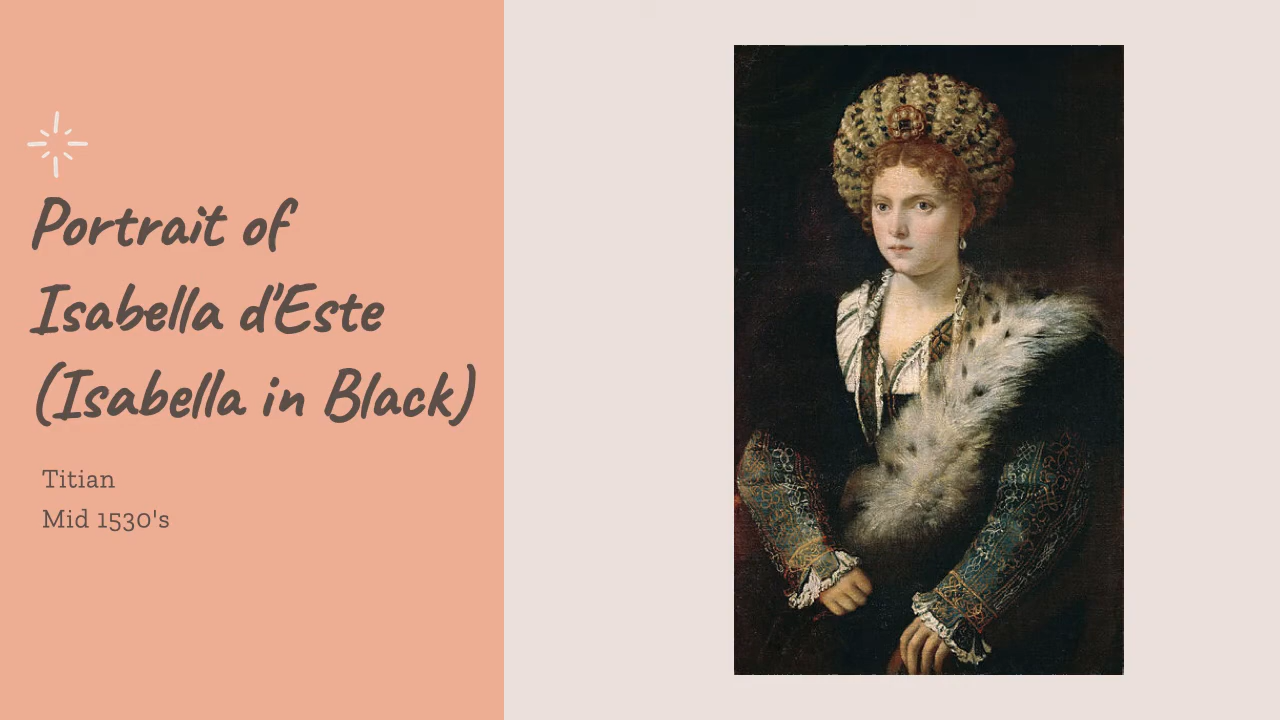 Portrait of
Isabella d'Este
(Isabella in Black)
Titian
Mid 1530's